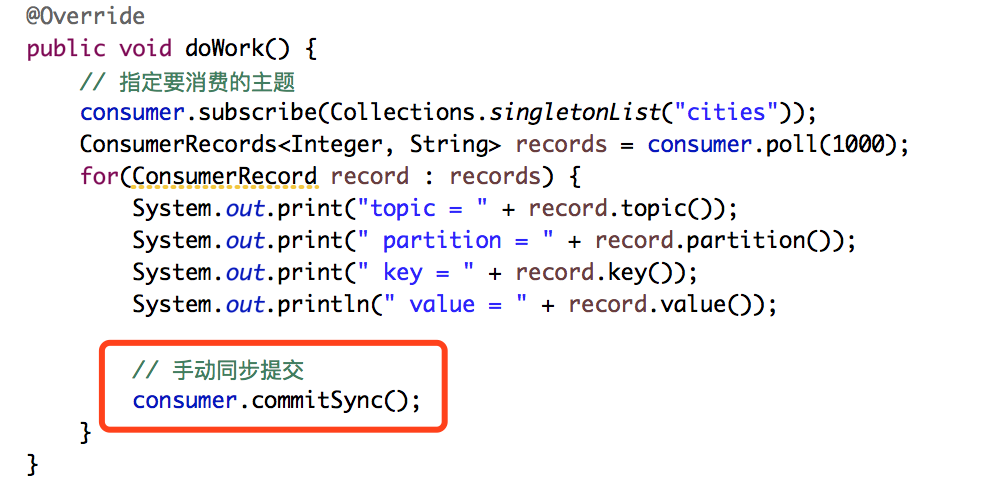 @Override
public void doWork() {
    // 指定要消费的主题
    consumer.subscribe(Collections.singletonList("cities"));
    ConsumerRecords<Integer, String> records = consumer.poll(1000);
    for(ConsumerRecord record : records) {
        System.out.print("topic = " + record.topic());
        System.out.print(" partition = " + record.partition());
        System.out.print(" key = " + record.key());
        System.out.println(" value = " + record.value());
        // 手动同步提交
        consumer.commitSync();
    }
}